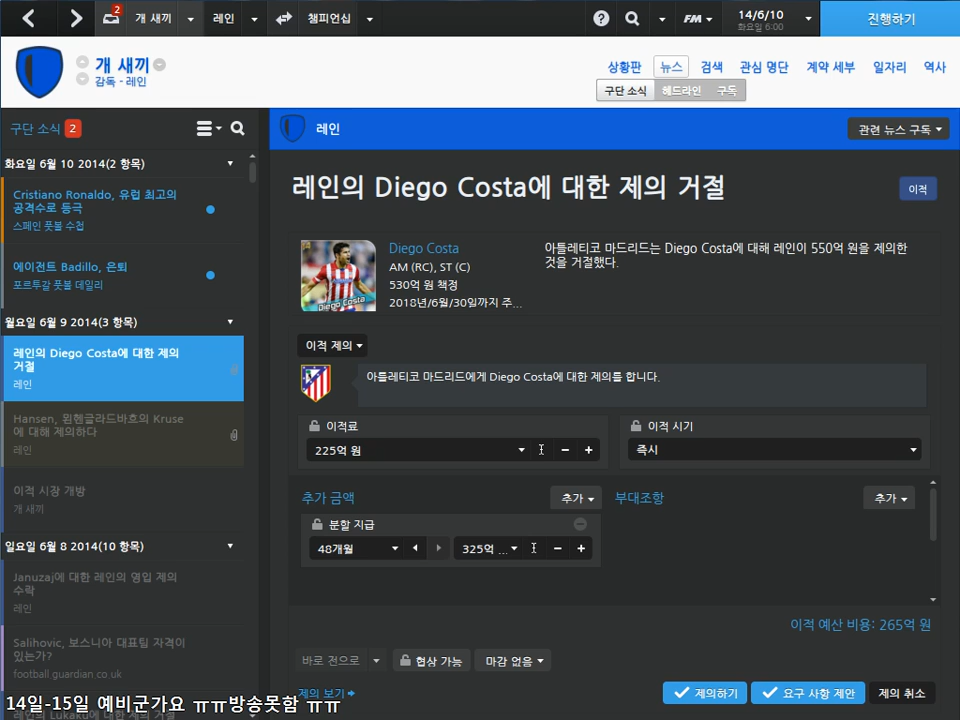 2
개 새끼
레인
챔피언십
FM
14/6/10
화요일 6:00
진행하기
개 새끼
감독 - 레인
상황판
뉴스
검색
관심 명단
계약 세부
일자리
역사
구단 소식
헤드라인
구독
구단 소식 2
레인
관련 뉴스 구독
화요일 6월 10 2014(2 항목)
Cristiano Ronaldo, 유럽 최고의
공격수로 등극
스페인 풋볼 수첩
에이전트 Badillo, 은퇴
포르투갈 풋볼 데일리
월요일 6월 9 2014(3 항목)
레인의 Diego Costa에 대한 제의
거절
레인
Hansen, 묀헨글라드바흐의 Kruse
에 대해 제의하다
레인
이적 시장 개방
개 새끼
일요일 6월 8 2014(10 항목)
Januzaj에 대한 레인의 영입 제의
수락
레인
Salihovic, 보스니아 대표팀 자격이
있는가?
football.guardian.co.uk
레인의 Lukaku에 대한 제의 거절
레인의 Diego Costa에 대한 제의 거절
이적
Diego Costa
Diego Costa
AM (RC), ST (C)
530억 원 책정
2018년/6월/30일까지 주...
아틀레티코 마드리드는 Diego Costa에 대해 레인이 550억 원을 제의한
것을 거절했다.
이적 제의
아틀레티코 마드리드에게 Diego Costa에 대한 제의를 합니다.
이적료
225억 원
이적 시기
즉시
추가 금액
추가
부대조항
추가
분할 지급
48개월
325억 ...
이적 예산 비용: 265억 원
바로 전으로
협상 가능
마감 없음
제의 보기
제의하기
요구 사항 제안
제의 취소
14일-15일 예비군가요 ㅠㅠ방송못함 ㅠㅠ